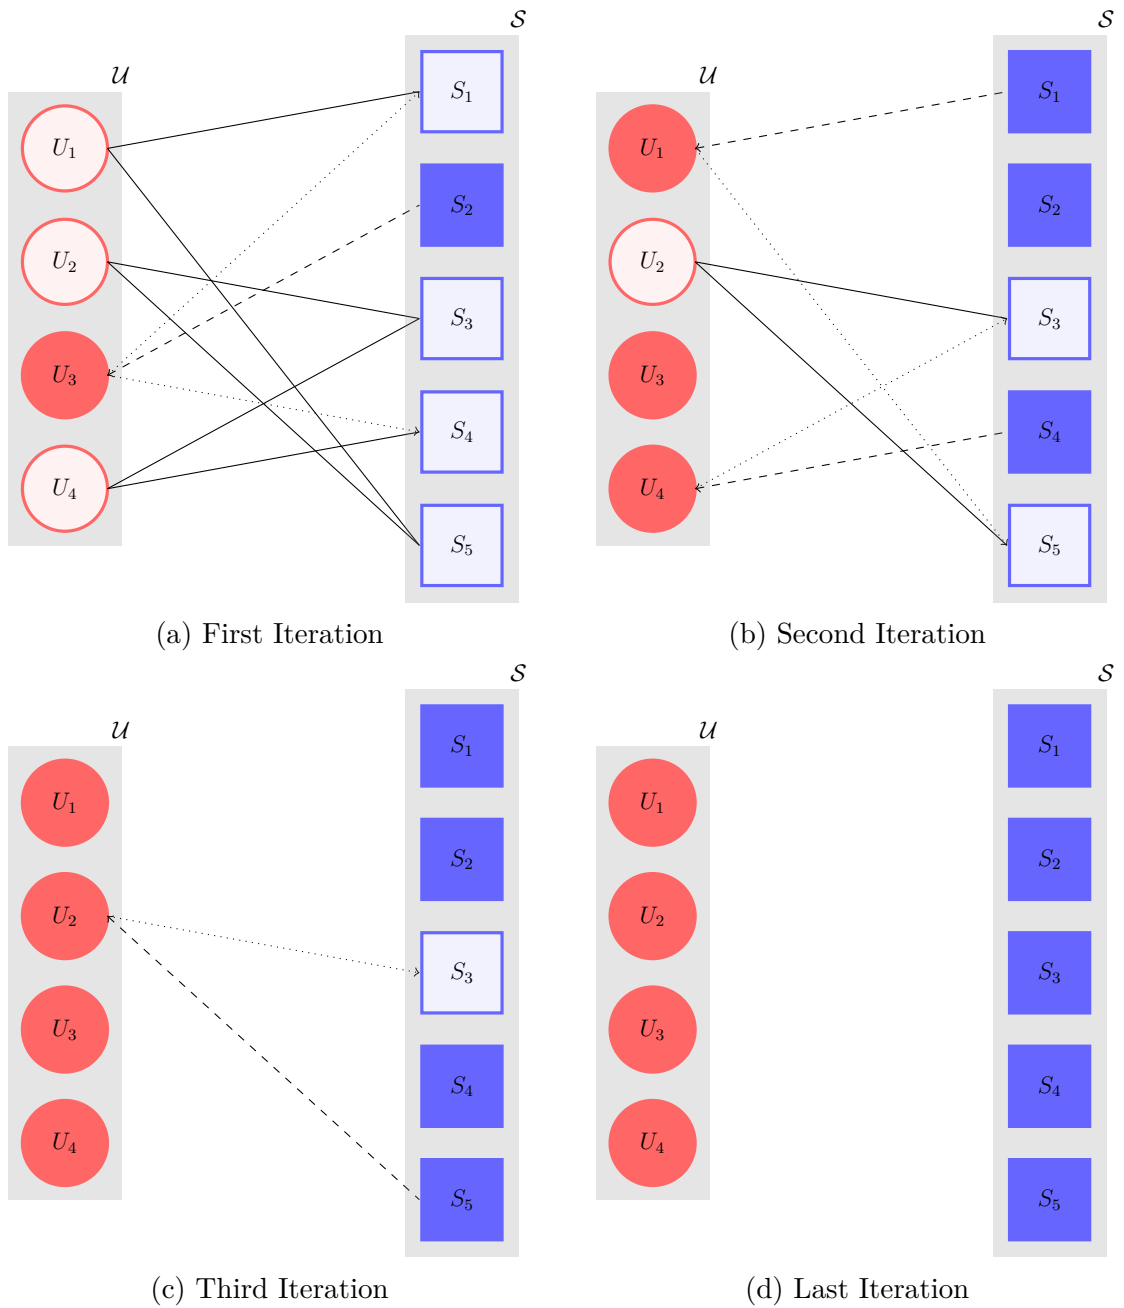 𝒮
𝒰
U₁
U₂
U₃
U₄
S₁
S₂
S₃
S₄
S₅
(a) First Iteration
𝒮
𝒰
U₁
U₂
U₃
U₄
S₁
S₂
S₃
S₄
S₅
(b) Second Iteration
𝒮
𝒰
U₁
U₂
U₃
U₄
S₁
S₂
S₃
S₄
S₅
(c) Third Iteration
𝒮
𝒰
U₁
U₂
U₃
U₄
S₁
S₂
S₃
S₄
S₅
(d) Last Iteration